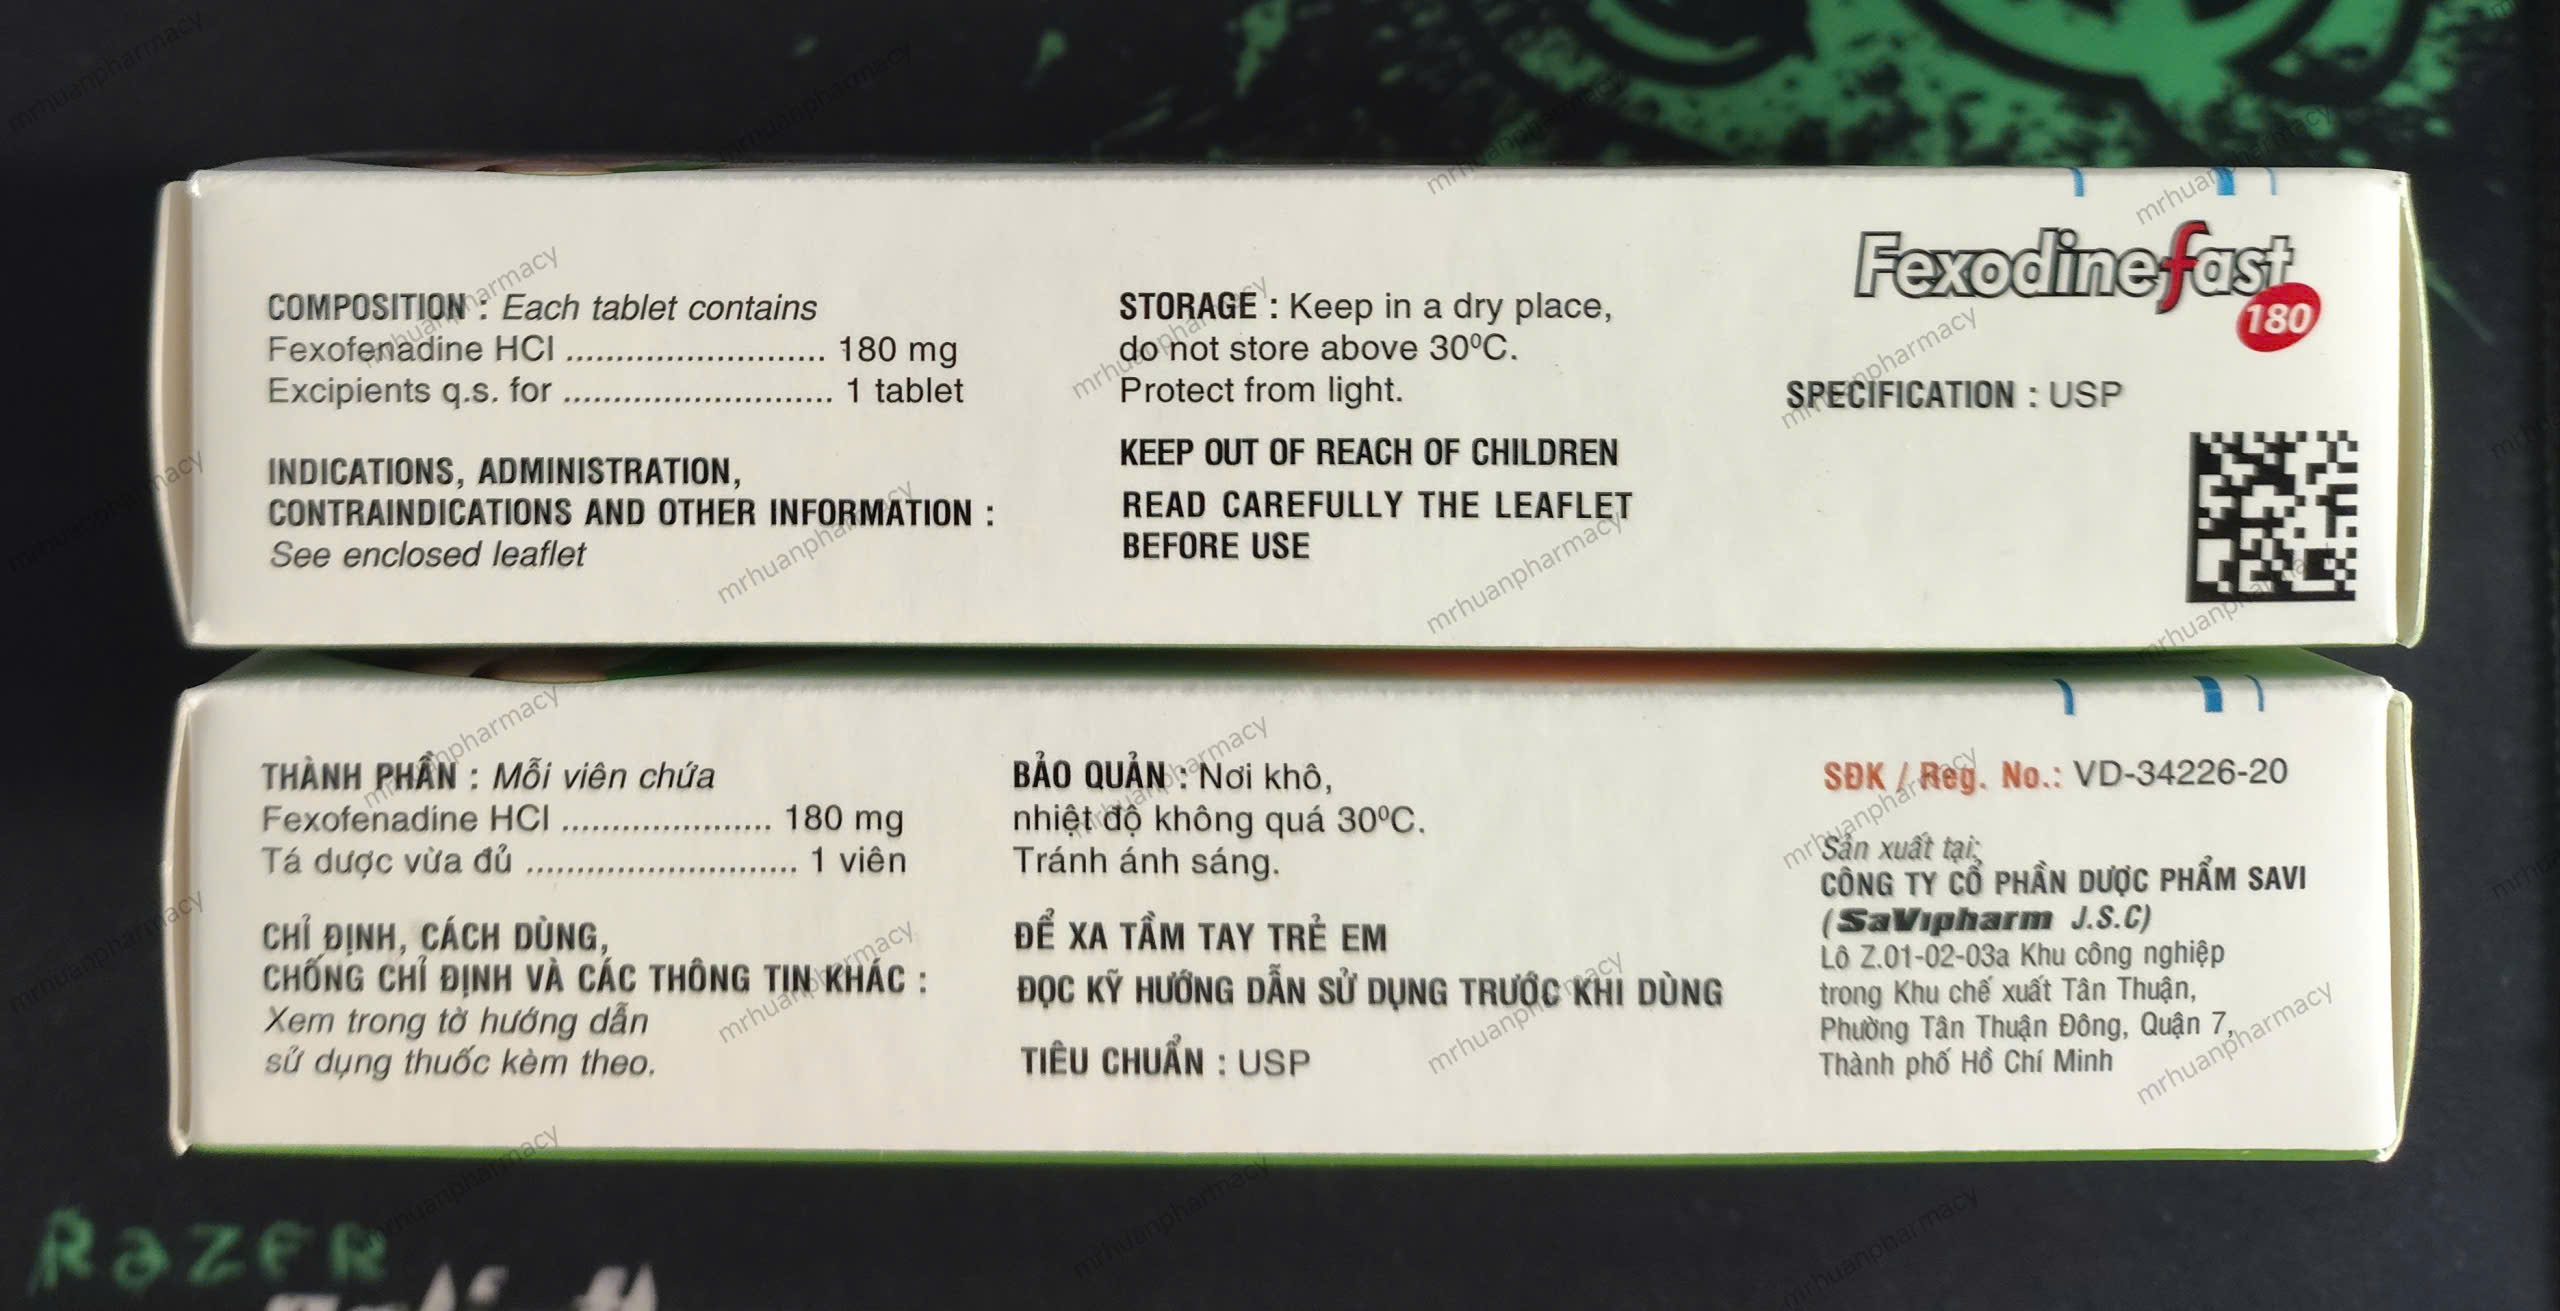 COMPOSITION : Each tablet contains
Fexofenadine HCl .......................... 180 mg
Excipients q.s. for ........................... 1 tablet
INDICATIONS, ADMINISTRATION,
CONTRAINDICATIONS AND OTHER INFORMATION :
See enclosed leaflet
STORAGE : Keep in a dry place,
do not store above 30ºC.
Protect from light.
KEEP OUT OF REACH OF CHILDREN
READ CAREFULLY THE LEAFLET
BEFORE USE
Fexodinefast
180
SPECIFICATION : USP
THÀNH PHẦN : Mỗi viên chứa
Fexofenadine HCl ..................... 180 mg
Tá dược vừa đủ ........................... 1 viên
CHỈ ĐỊNH, CÁCH DÙNG,
CHỐNG CHỈ ĐỊNH VÀ CÁC THÔNG TIN KHÁC :
Xem trong tờ hướng dẫn
sử dụng thuốc kèm theo.
BẢO QUẢN : Nơi khô,
nhiệt độ không quá 30ºC.
Tránh ánh sáng.
ĐỂ XA TẦM TAY TRẺ EM
ĐỌC KỸ HƯỚNG DẪN SỬ DỤNG TRƯỚC KHI DÙNG
TIÊU CHUẨN : USP
SĐK / Reg. No.: VD-34226-20
Sản xuất tại:
CÔNG TY CỔ PHẦN DƯỢC PHẨM SAVI
(SaVipharm J.S.C)
Lô Z.01-02-03a Khu công nghiệp
trong Khu chế xuất Tân Thuận,
Phường Tân Thuận Đông, Quận 7,
Thành phố Hồ Chí Minh
RAZER
mrhuanpharmacy